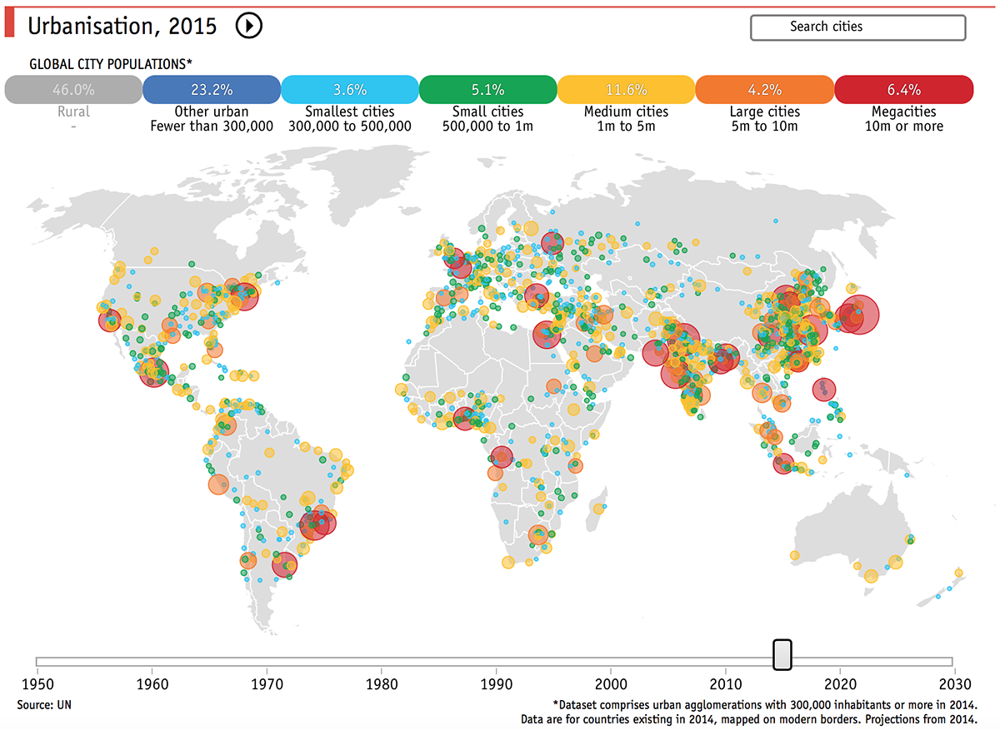 Urbanisation, 2015
Search cities
GLOBAL CITY POPULATIONS*
46.0% 23.2% 3.6% 5.1% 11.6% 4.2% 6.4%
Rural Other urban Smallest cities Small cities Medium cities Large cities Megacities
- Fewer than 300,000 300,000 to 500,000 500,000 to 1m 1m to 5m 5m to 10m 10m or more
1950 1960 1970 1980 1990 2000 2010 2020 2030
Source: UN
*Dataset comprises urban agglomerations with 300,000 inhabitants or more in 2014.
Data are for countries existing in 2014, mapped on modern borders. Projections from 2014.